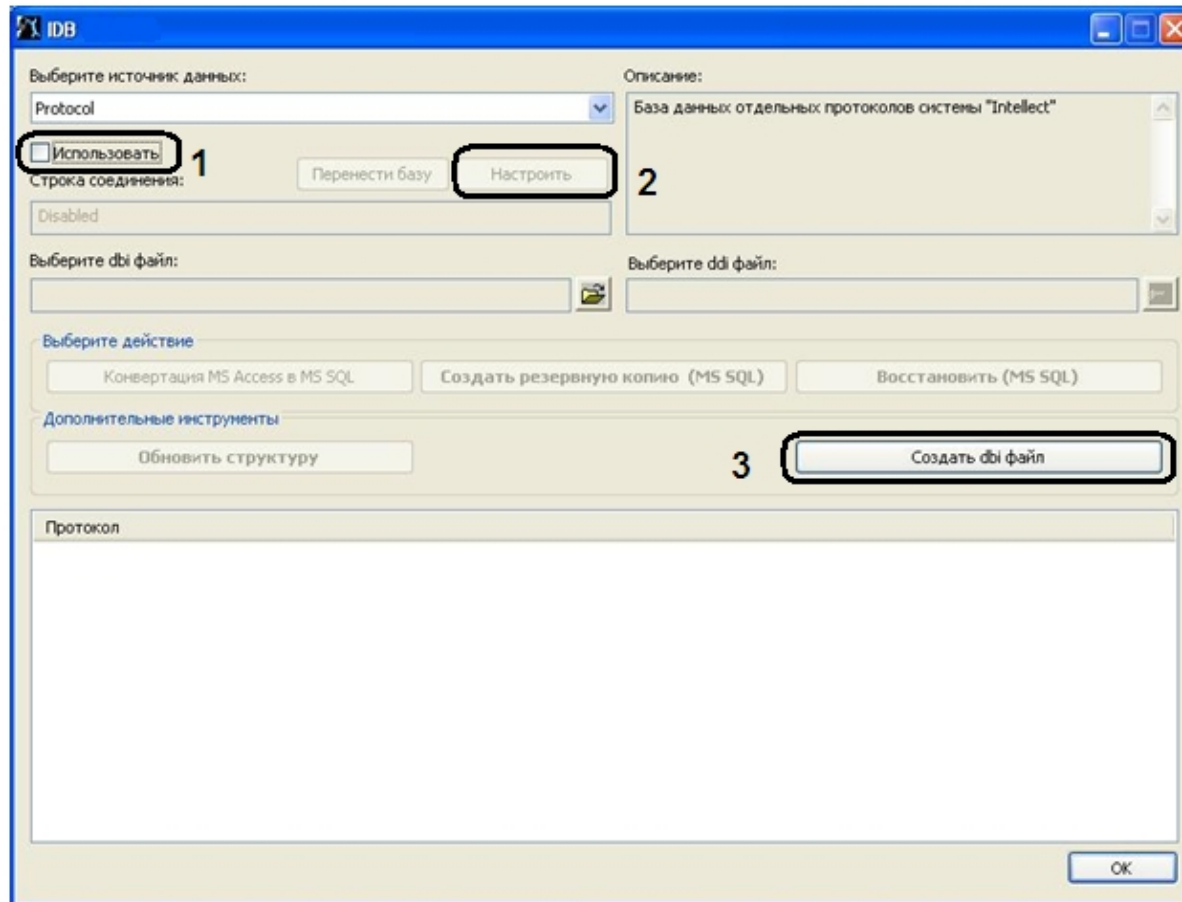 IDB
Выберите источник данных:
Protocol
Описание:
База данных отдельных протоколов системы "Intellect"
Использовать
1
Строка соединения:
Перенести базу
Настроить
2
Disabled
Выберите dbi файл:
Выберите ddi файл:
Выберите действие
Конвертация MS Access в MS SQL
Создать резервную копию (MS SQL)
Восстановить (MS SQL)
Дополнительные инструменты
Обновить структуру
3
Создать dbi файл
Протокол
OK